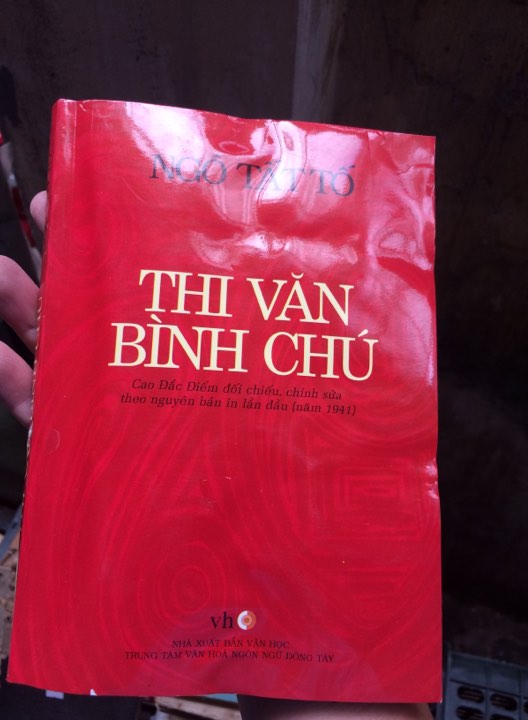 NGÔ TẤT TỐ
THI VĂN
BÌNH CHÚ
Cao Đắc Điểm đối chiếu, chỉnh sửa
theo nguyên bản in lần đầu (năm 1941)
vh
NHÀ XUẤT BẢN VĂN HỌC
TRUNG TÂM VĂN HOÁ NGÔN NGỮ ĐÔNG TÂY